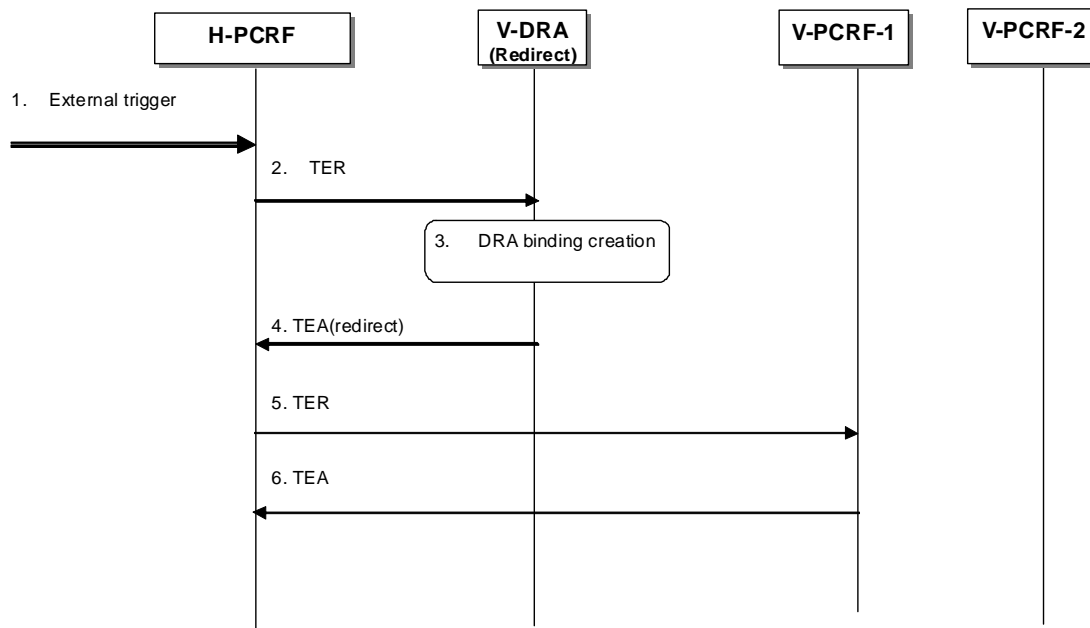 H-PCRF
V-DRA
(Redirect)
V-PCRF-1
V-PCRF-2
1. External trigger
2. TER
3. DRA binding creation
4. TEA(redirect)
5. TER
6. TEA